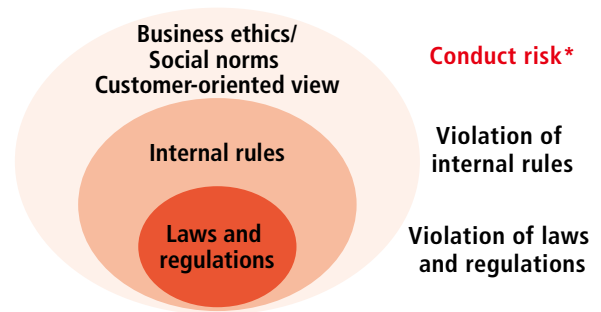 Business ethics/
Social norms
Customer-oriented view
Conduct risk*
Internal rules
Violation of
internal rules
Laws and
regulations
Violation of laws
and regulations